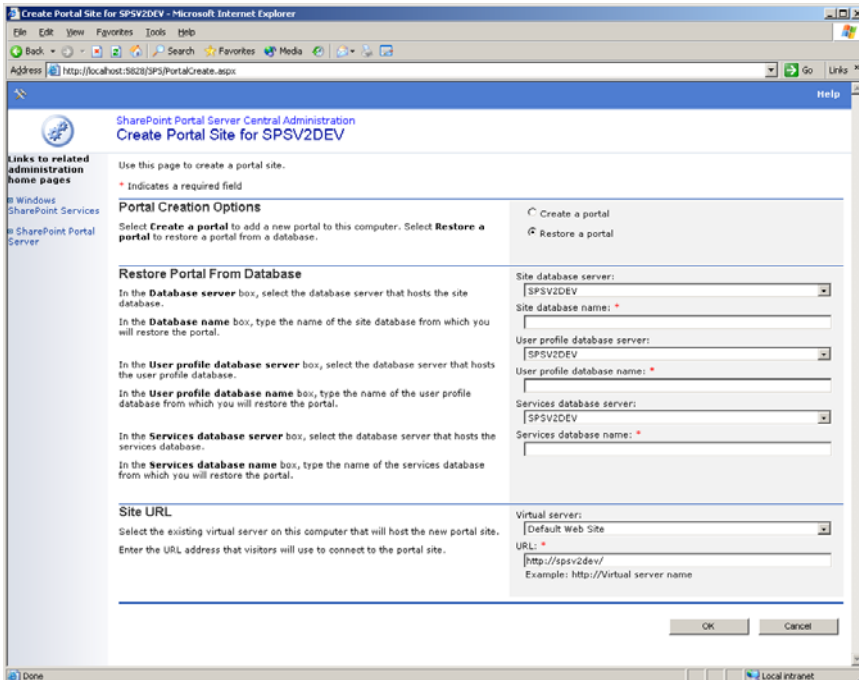 Create Portal Site for SPSV2DEV - Microsoft Internet Explorer
File Edit View Favorites Tools Help
Back Search Favorites Media
Address http://localhost:5828/SPS/PortalCreate.aspx Go Links »
Help
SharePoint Portal Server Central Administration
Create Portal Site for SPSV2DEV
Links to related
administration
home pages
Windows
SharePoint Services
SharePoint Portal
Server
Use this page to create a portal site.
* Indicates a required field
Portal Creation Options
Select Create a portal to add a new portal to this computer. Select Restore a
portal to restore a portal from a database.
Create a portal
Restore a portal
Restore Portal From Database
In the Database server box, select the database server that hosts the site
database.
In the Database name box, type the name of the site database from which you
will restore the portal.
In the User profile database server box, select the database server that hosts
the user profile database.
In the User profile database name box, type the name of the user profile
database from which you will restore the portal.
In the Services database server box, select the database server that hosts the
services database.
In the Services database name box, type the name of the services database
from which you will restore the portal.
Site database server:
SPSV2DEV
Site database name: *
User profile database server:
SPSV2DEV
User profile database name: *
Services database server:
SPSV2DEV
Services database name: *
Site URL
Select the existing virtual server on this computer that will host the new portal site.
Enter the URL address that visitors will use to connect to the portal site.
Virtual server:
Default Web Site
URL: *
http://spsv2dev/
Example: http://Virtual server name
OK Cancel
Done Local intranet